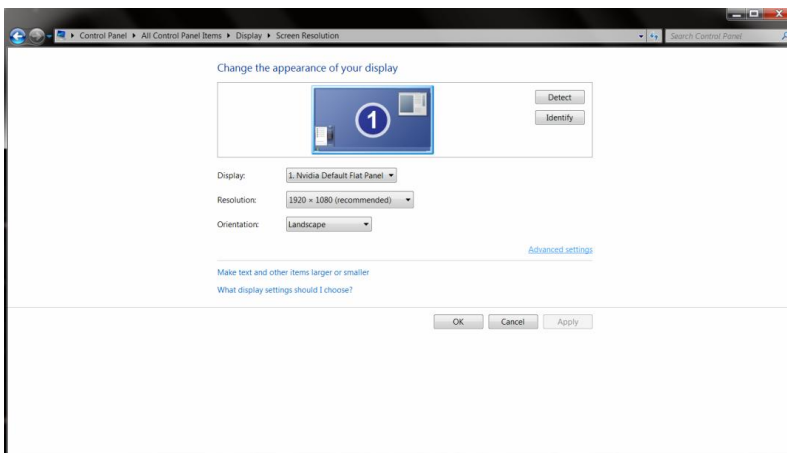 Control Panel ▸ All Control Panel Items ▸ Display ▸ Screen Resolution
Search Control Panel
Change the appearance of your display
1
Detect
Identify
Display: 1. Nvidia Default Flat Panel
Resolution: 1920 × 1080 (recommended)
Orientation: Landscape
Advanced settings
Make text and other items larger or smaller
What display settings should I choose?
OK Cancel Apply